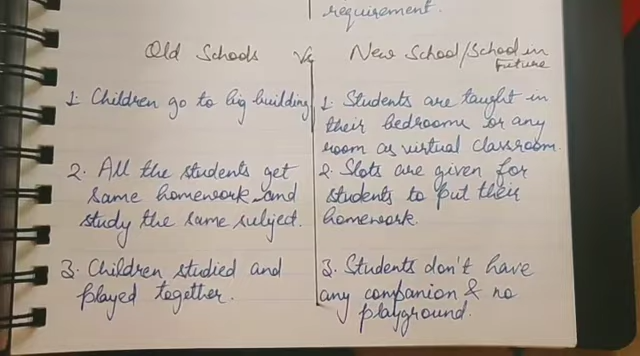 requirement.
Old Schools Vs New School/School in future
1. Children go to big building
2. All the students get
same homework and
study the same subject.
3. Children studied and
played together.
1. Students are taught in
their bedrooms or any
room as virtual classroom.
2. Slots are given for
students to put their
homework.
3. Students don't have
any companion & no
playground.